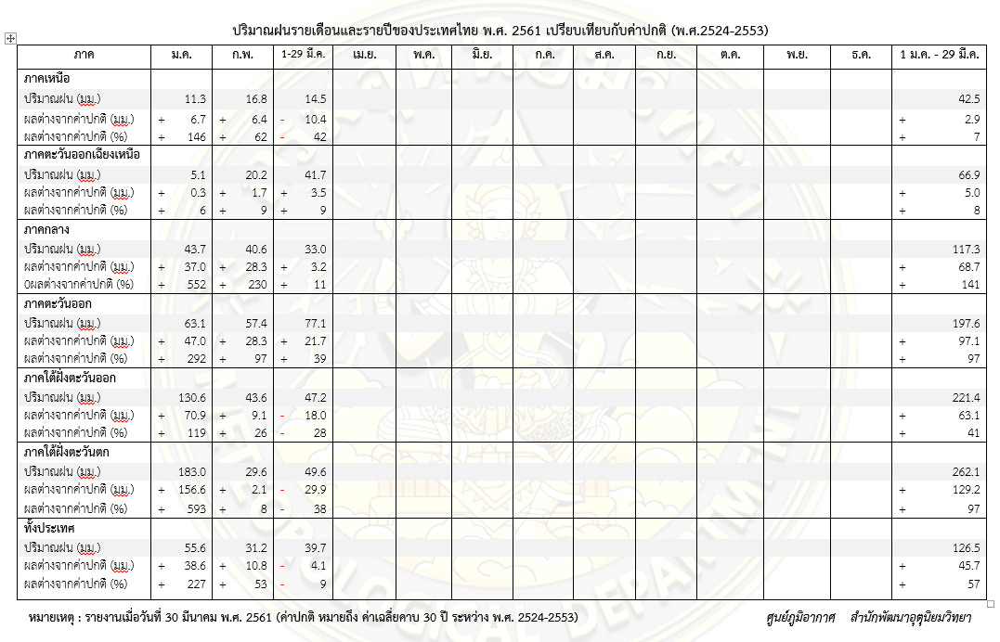 ปริมาณฝนรายเดือนและรายปีของประเทศไทย พ.ศ. 2561 เปรียบเทียบกับค่าปกติ (พ.ศ.2524-2553)
ภาค ม.ค. ก.พ. 1-29 มี.ค. เม.ย. พ.ค. มิ.ย. ก.ค. ส.ค. ก.ย. ต.ค. พ.ย. ธ.ค. 1 ม.ค. - 29 มี.ค.
ภาคเหนือ
ปริมาณฝน (มม.) 11.3 16.8 14.5 42.5
ผลต่างจากค่าปกติ (มม.) + 6.7 + 6.4 - 10.4 + 2.9
ผลต่างจากค่าปกติ (%) + 146 + 62 - 42 + 7
ภาคตะวันออกเฉียงเหนือ
ปริมาณฝน (มม.) 5.1 20.2 41.7 66.9
ผลต่างจากค่าปกติ (มม.) + 0.3 + 1.7 + 3.5 + 5.0
ผลต่างจากค่าปกติ (%) + 6 + 9 + 9 + 8
ภาคกลาง
ปริมาณฝน (มม.) 43.7 40.6 33.0 117.3
ผลต่างจากค่าปกติ (มม.) + 37.0 + 28.3 + 3.2 + 68.7
0ผลต่างจากค่าปกติ (%) + 552 + 230 + 11 + 141
ภาคตะวันออก
ปริมาณฝน (มม.) 63.1 57.4 77.1 197.6
ผลต่างจากค่าปกติ (มม.) + 47.0 + 28.3 + 21.7 + 97.1
ผลต่างจากค่าปกติ (%) + 292 + 97 + 39 + 97
ภาคใต้ฝั่งตะวันออก
ปริมาณฝน (มม.) 130.6 43.6 47.2 221.4
ผลต่างจากค่าปกติ (มม.) + 70.9 + 9.1 - 18.0 + 63.1
ผลต่างจากค่าปกติ (%) + 119 + 26 - 28 + 41
ภาคใต้ฝั่งตะวันตก
ปริมาณฝน (มม.) 183.0 29.6 49.6 262.1
ผลต่างจากค่าปกติ (มม.) + 156.6 + 2.1 - 29.9 + 129.2
ผลต่างจากค่าปกติ (%) + 593 + 8 - 38 + 97
ทั้งประเทศ
ปริมาณฝน (มม.) 55.6 31.2 39.7 126.5
ผลต่างจากค่าปกติ (มม.) + 38.6 + 10.8 - 4.1 + 45.7
ผลต่างจากค่าปกติ (%) + 227 + 53 - 9 + 57
หมายเหตุ : รายงานเมื่อวันที่ 30 มีนาคม พ.ศ. 2561 (ค่าปกติ หมายถึง ค่าเฉลี่ยคาบ 30 ปี ระหว่าง พ.ศ. 2524-2553) ศูนย์ภูมิอากาศ สำนักพัฒนาอุตุนิยมวิทยา
กรมอุตุนิยมวิทยา
METEOROLOGICAL DEPARTMENT